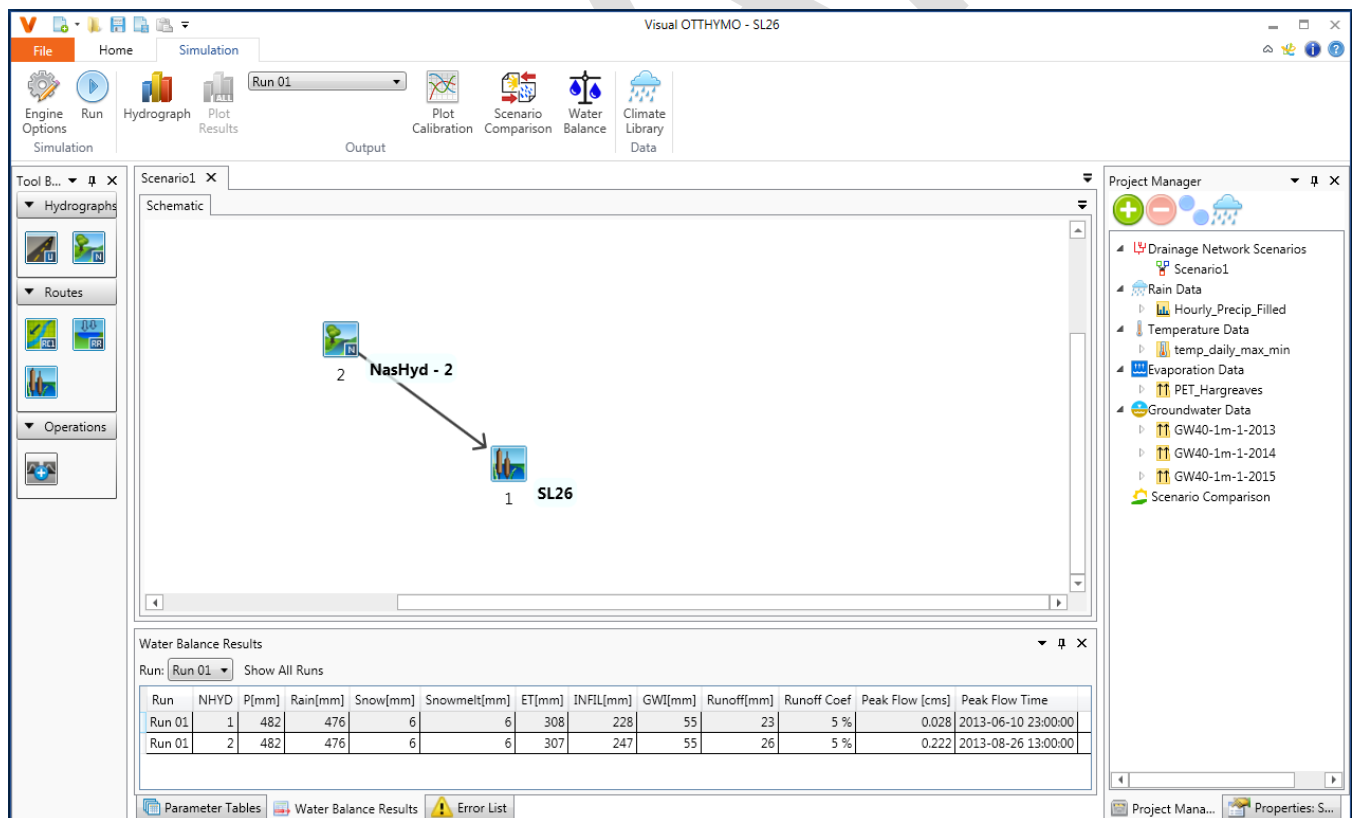 Visual OTTHYMO - SL26
File Home Simulation
Engine Options
Run
Simulation
Hydrograph
ALL
Plot Results
Run 01
Plot Calibration
Scenario Comparison
Water Balance
Output
Climate Library
Data
Tool B...
Hydrographs
U N
Routes
RC1 RR
Operations
Scenario1
Schematic
N
2 NasHyd - 2
1 SL26
Project Manager
Drainage Network Scenarios
Scenario1
Rain Data
Hourly_Precip_Filled
Temperature Data
temp_daily_max_min
Evaporation Data
PET_Hargreaves
Groundwater Data
GW40-1m-1-2013
GW40-1m-1-2014
GW40-1m-1-2015
Scenario Comparison
Water Balance Results
Run: Run 01 Show All Runs
Run NHYD P[mm] Rain[mm] Snow[mm] Snowmelt[mm] ET[mm] INFIL[mm] GWI[mm] Runoff[mm] Runoff Coef Peak Flow [cms] Peak Flow Time
Run 01 1 482 476 6 6 308 228 55 23 5 % 0.028 2013-06-10 23:00:00
Run 01 2 482 476 6 6 307 247 55 26 5 % 0.222 2013-08-26 13:00:00
Parameter Tables Water Balance Results Error List
Project Mana... Properties: S...